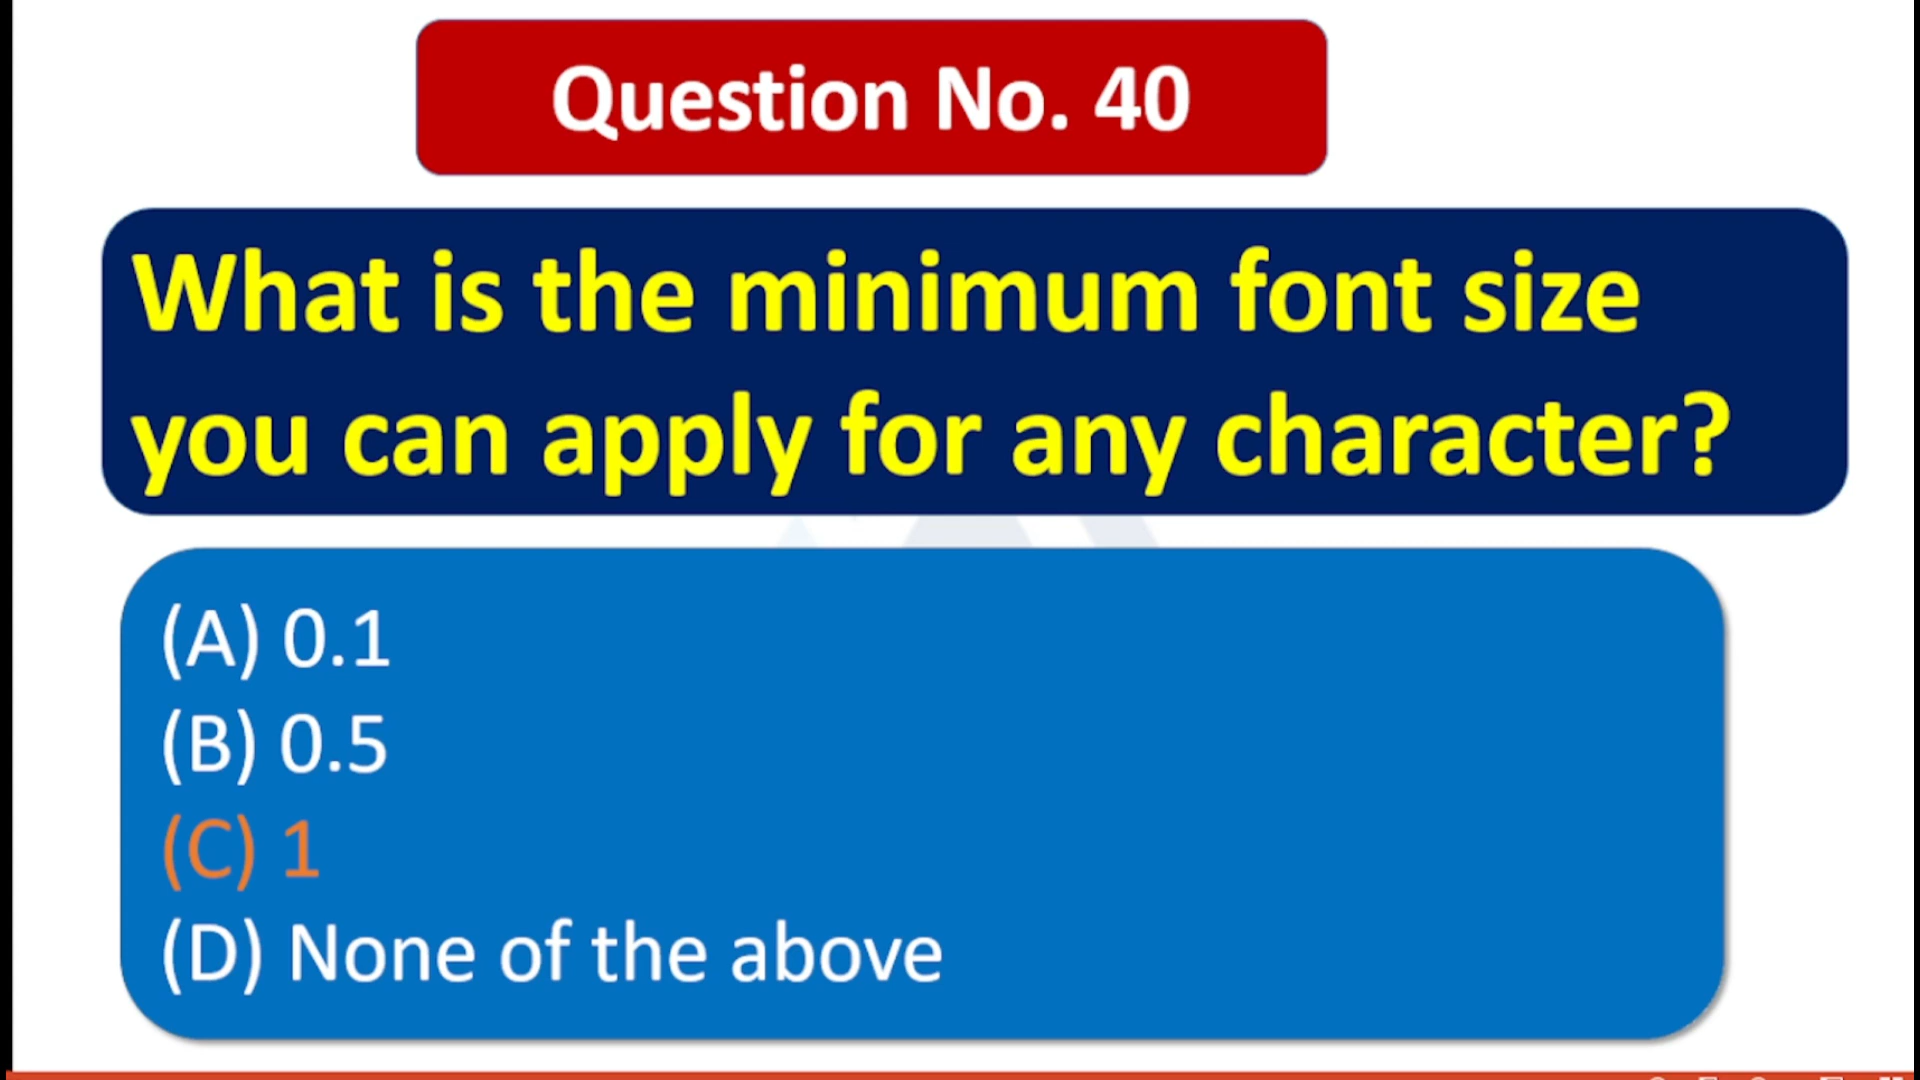 Question No. 40
What is the minimum font size
you can apply for any character?
(A) 0.1
(B) 0.5
(C) 1
(D) None of the above